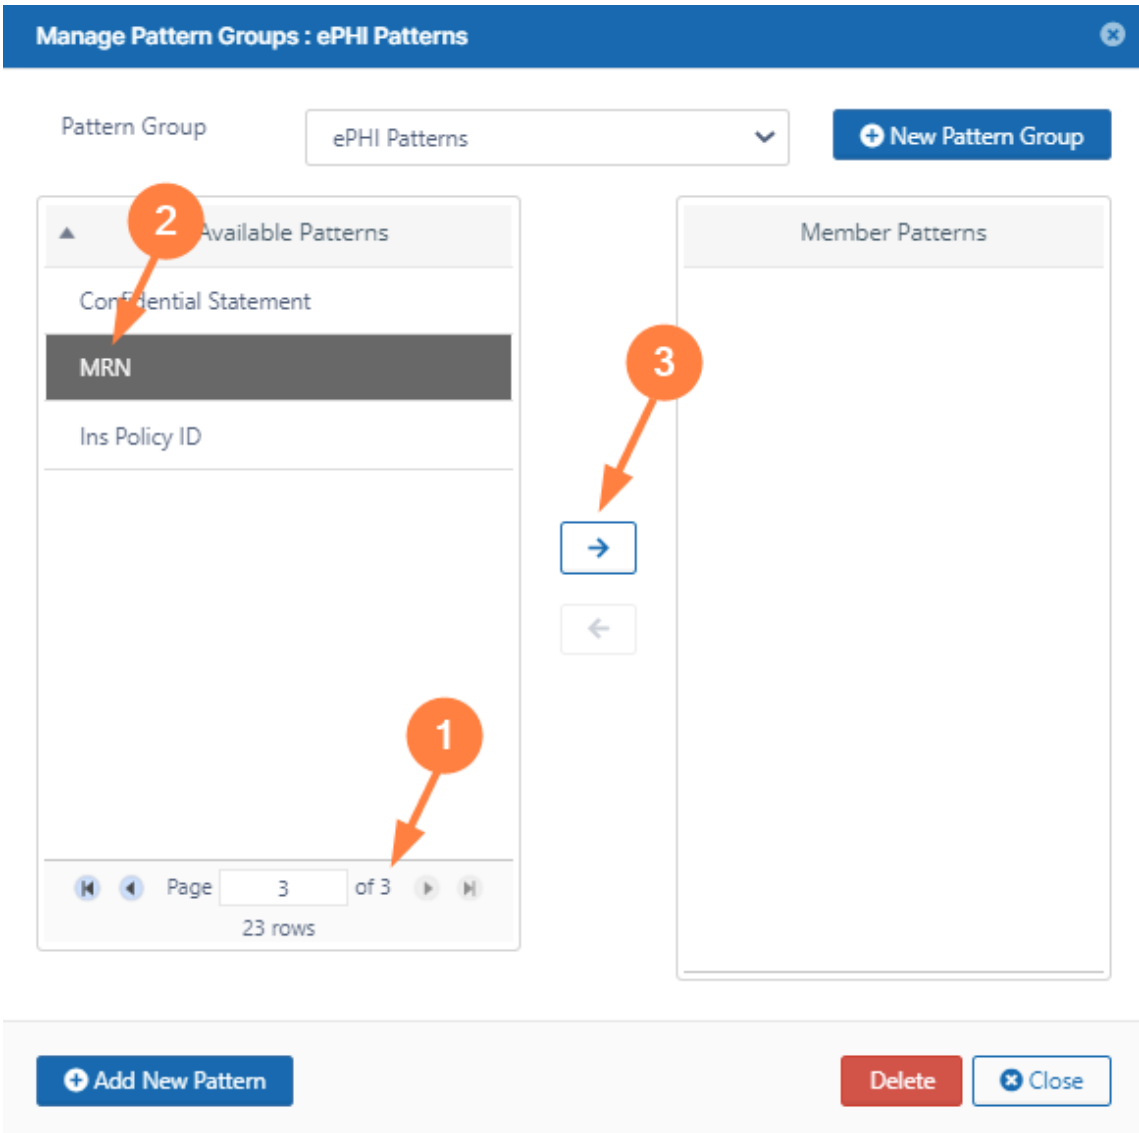 Manage Pattern Groups : ePHI Patterns
Pattern Group
ePHI Patterns
New Pattern Group
2
Available Patterns
Member Patterns
Confidential Statement
MRN
3
Ins Policy ID
1
Page 3 of 3
23 rows
Add New Pattern
Delete
Close